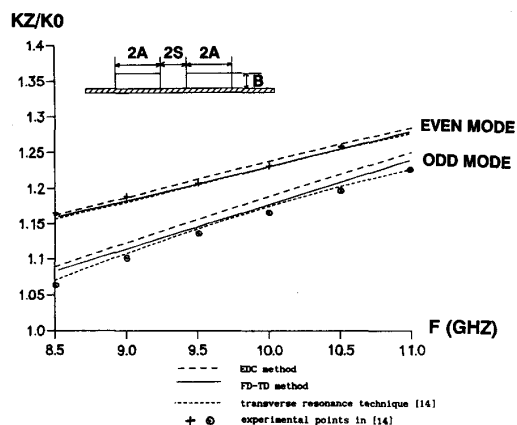 KZ/K0
1.4
1.35
1.3
1.25
1.2
1.15
1.1
1.05
1.0
2A 2S 2A
B
EVEN MODE
ODD MODE
8.5 9.0 9.5 10.0 10.5 11.0
F (GHZ)
EDC method
FD-TD method
transverse resonance technique [14]
experimental points in [14]